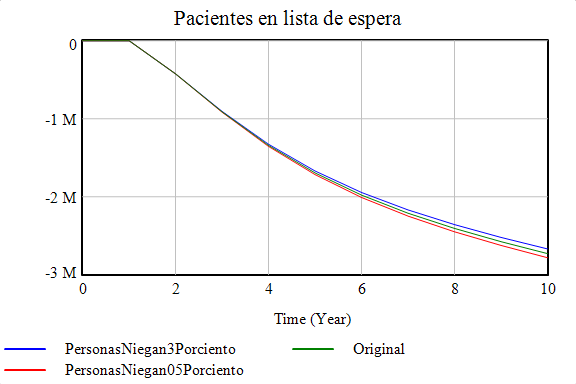 Pacientes en lista de espera
0
-1 M
-2 M
-3 M
0 2 4 6 8 10
Time (Year)
PersonasNiegan3Porciento Original
PersonasNiegan05Porciento